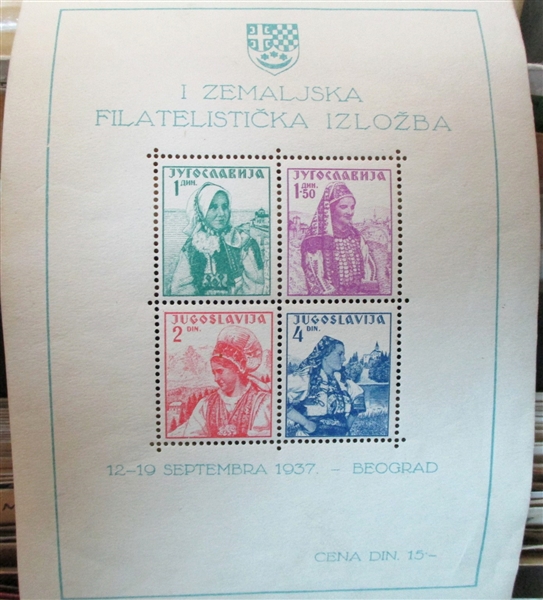 I ZEMALJSKA
FILATELISTIČKA IZLOŽBA
ЈУГОСЛАВИЈА
1 ДИН.
ЈУГОСЛАВИЈА
1·50 ДИН.
JUGOSLAVIJA
2 DIN.
JUGOSLAVIJA
4 DIN.
12–19 SEPTEMBRA 1937. – BEOGRAD
CENA DIN. 15·–